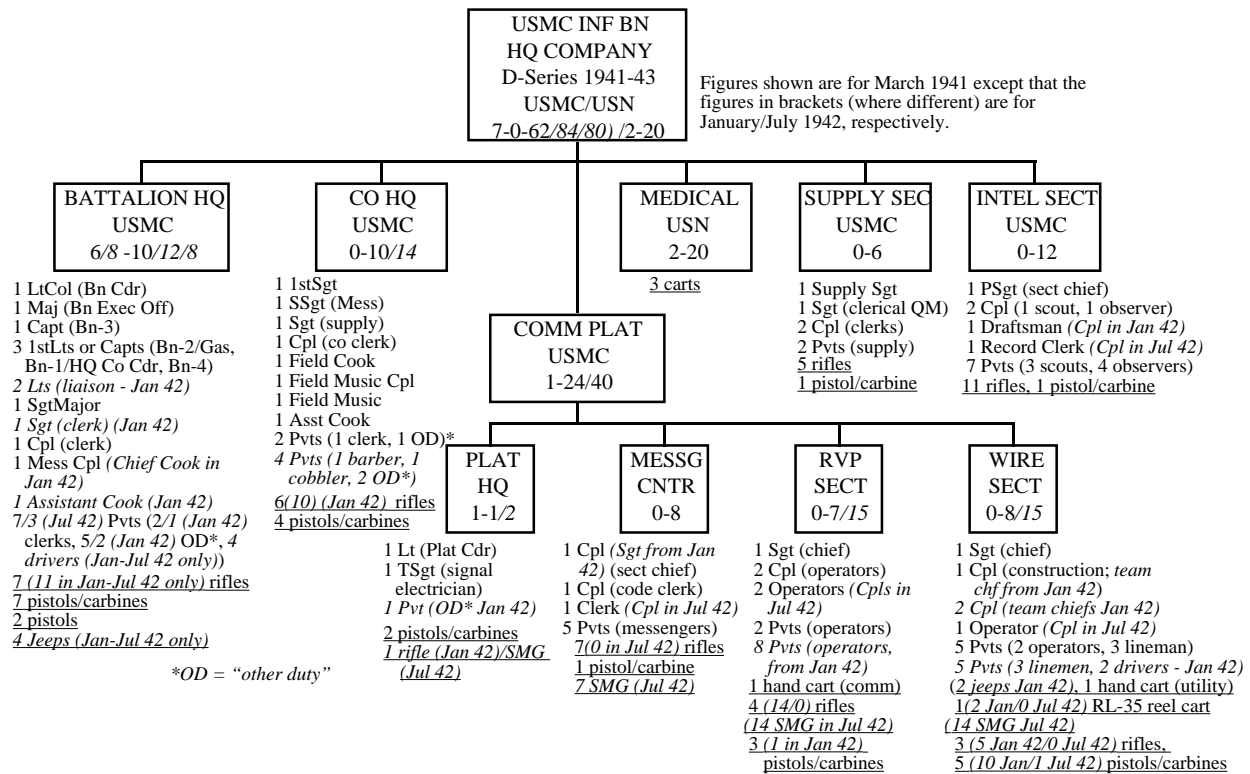 USMC INF BN
HQ COMPANY
D-Series 1941-43
USMC/USN
7-0-62/84/80) /2-20
Figures shown are for March 1941 except that the
figures in brackets (where different) are for
January/July 1942, respectively.
BATTALION HQ
USMC
6/8 -10/12/8
1 LtCol (Bn Cdr)
1 Maj (Bn Exec Off)
1 Capt (Bn-3)
3 1stLts or Capts (Bn-2/Gas,
Bn-1/HQ Co Cdr, Bn-4)
2 Lts (liaison - Jan 42)
1 SgtMajor
1 Sgt (clerk) (Jan 42)
1 Cpl (clerk)
1 Mess Cpl (Chief Cook in
Jan 42)
1 Assistant Cook (Jan 42)
7/3 (Jul 42) Pvts (2/1 (Jan 42)
clerks, 5/2 (Jan 42) OD*, 4
drivers (Jan-Jul 42 only))
7 (11 in Jan-Jul 42 only) rifles
7 pistols/carbines
2 pistols
4 Jeeps (Jan-Jul 42 only)
*OD = “other duty”
CO HQ
USMC
0-10/14
1 1stSgt
1 SSgt (Mess)
1 Sgt (supply)
1 Cpl (co clerk)
1 Field Cook
1 Field Music Cpl
1 Field Music
1 Asst Cook
2 Pvts (1 clerk, 1 OD)*
4 Pvts (1 barber, 1
cobbler, 2 OD*)
6(10) (Jan 42) rifles
4 pistols/carbines
MEDICAL
USN
2-20
3 carts
SUPPLY SEC
USMC
0-6
1 Supply Sgt
1 Sgt (clerical QM)
2 Cpl (clerks)
2 Pvts (supply)
5 rifles
1 pistol/carbine
INTEL SECT
USMC
0-12
1 PSgt (sect chief)
2 Cpl (1 scout, 1 observer)
1 Draftsman (Cpl in Jan 42)
1 Record Clerk (Cpl in Jul 42)
7 Pvts (3 scouts, 4 observers)
11 rifles, 1 pistol/carbine
COMM PLAT
USMC
1-24/40
PLAT
HQ
1-1/2
1 Lt (Plat Cdr)
1 TSgt (signal
electrician)
1 Pvt (OD* Jan 42)
2 pistols/carbines
1 rifle (Jan 42)/SMG
(Jul 42)
MESSG
CNTR
0-8
1 Cpl (Sgt from Jan
42) (sect chief)
1 Cpl (code clerk)
1 Clerk (Cpl in Jul 42)
5 Pvts (messengers)
7(0 in Jul 42) rifles
1 pistol/carbine
7 SMG (Jul 42)
RVP
SECT
0-7/15
1 Sgt (chief)
2 Cpl (operators)
2 Operators (Cpls in
Jul 42)
2 Pvts (operators)
8 Pvts (operators,
from Jan 42)
1 hand cart (comm)
4 (14/0) rifles
(14 SMG in Jul 42)
3 (1 in Jan 42)
pistols/carbines
WIRE
SECT
0-8/15
1 Sgt (chief)
1 Cpl (construction; team
chf from Jan 42)
2 Cpl (team chiefs Jan 42)
1 Operator (Cpl in Jul 42)
5 Pvts (2 operators, 3 lineman)
5 Pvts (3 linemen, 2 drivers - Jan 42)
(2 jeeps Jan 42), 1 hand cart (utility)
1(2 Jan/0 Jul 42) RL-35 reel cart
(14 SMG Jul 42)
3 (5 Jan 42/0 Jul 42) rifles,
5 (10 Jan/1 Jul 42) pistols/carbines